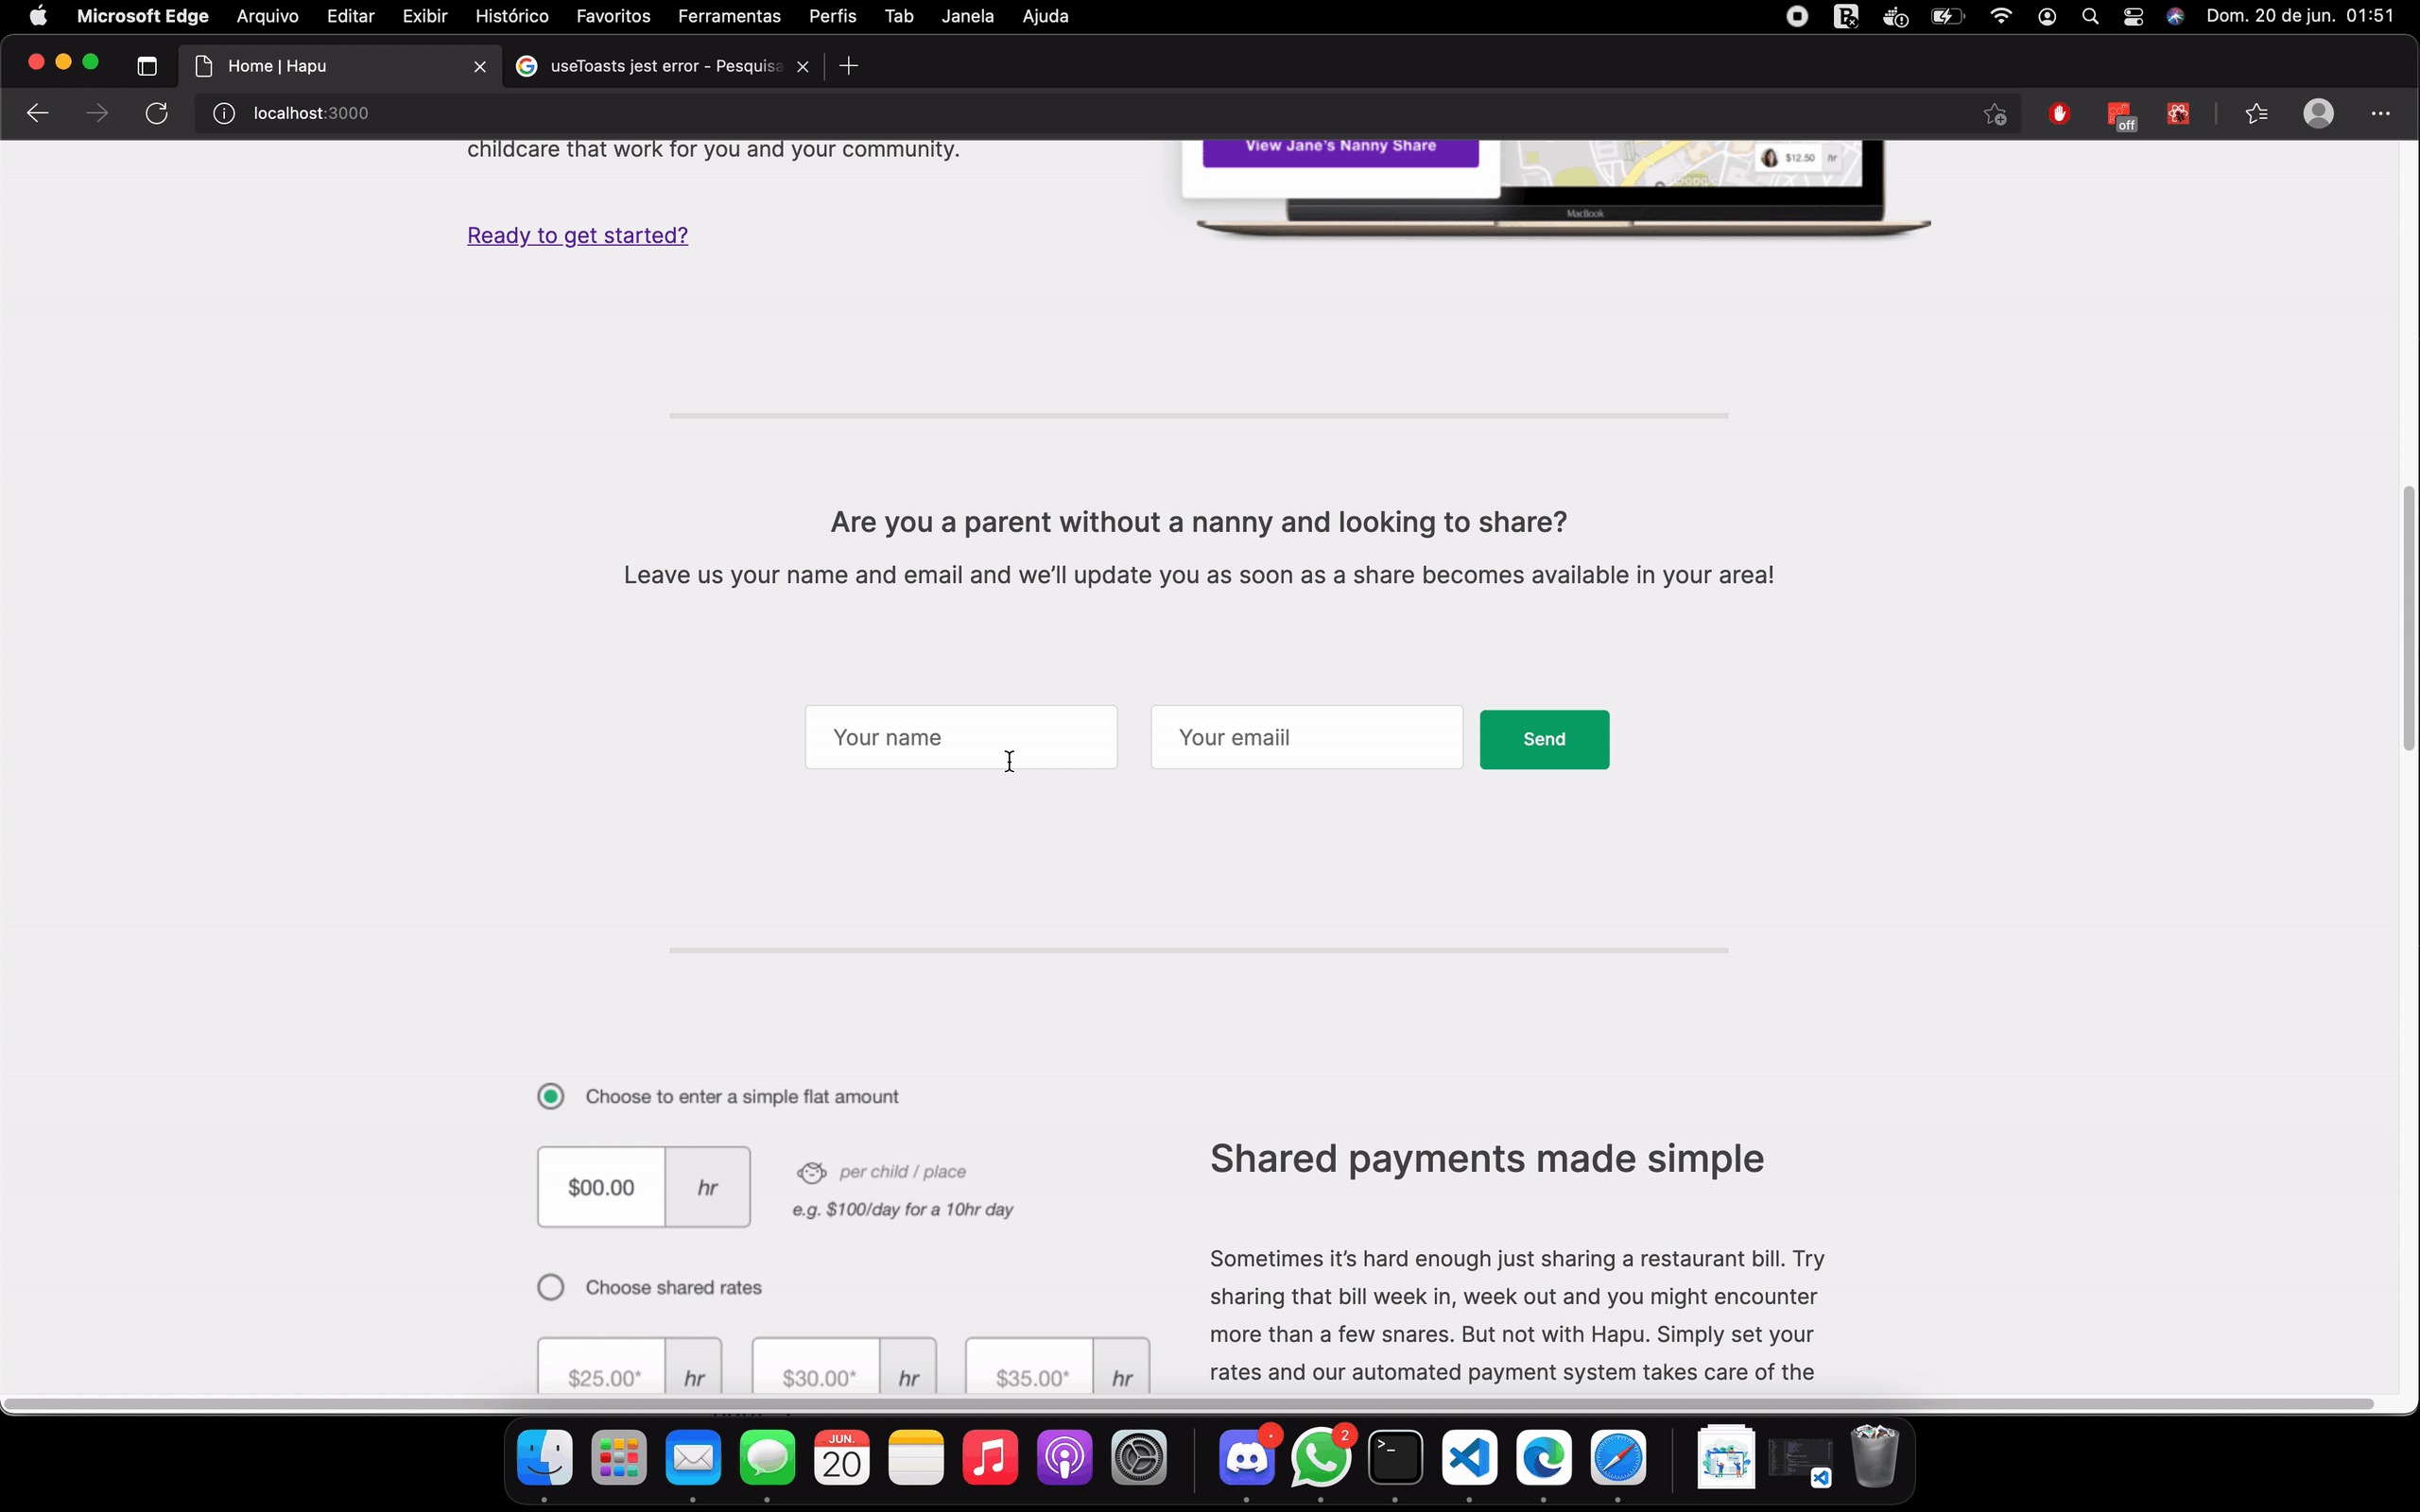 Microsoft Edge Arquivo Editar Exibir Histórico Favoritos Ferramentas Perfis Tab Janela Ajuda Dom. 20 de jun. 01:51
Home | Hapu useToasts jest error - Pesquisa
localhost:3000 off
childcare that work for you and your community.
View Jane's Nanny Share
$12.50 hr
Google
MacBook
Ready to get started?
Are you a parent without a nanny and looking to share?
Leave us your name and email and we’ll update you as soon as a share becomes available in your area!
Your name Your emaiil Send
Choose to enter a simple flat amount
$00.00 hr per child / place
e.g. $100/day for a 10hr day
Choose shared rates
$25.00* hr $30.00* hr $35.00* hr
Shared payments made simple
Sometimes it’s hard enough just sharing a restaurant bill. Try
sharing that bill week in, week out and you might encounter
more than a few snares. But not with Hapu. Simply set your
rates and our automated payment system takes care of the
JUN.
20
2